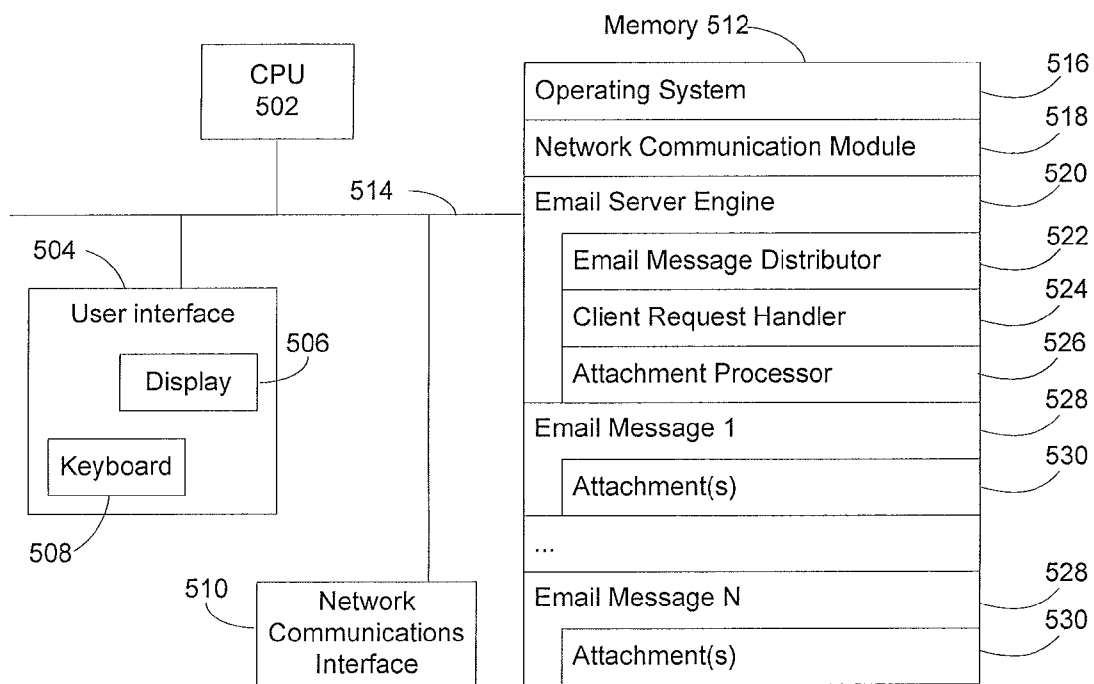 Memory 512
CPU
502
514
504
User interface
506
Display
Keyboard
508
510
Network
Communications
Interface
Operating System
516
Network Communication Module
518
Email Server Engine
520
Email Message Distributor
522
Client Request Handler
524
Attachment Processor
526
Email Message 1
528
Attachment(s)
530
...
Email Message N
528
Attachment(s)
530